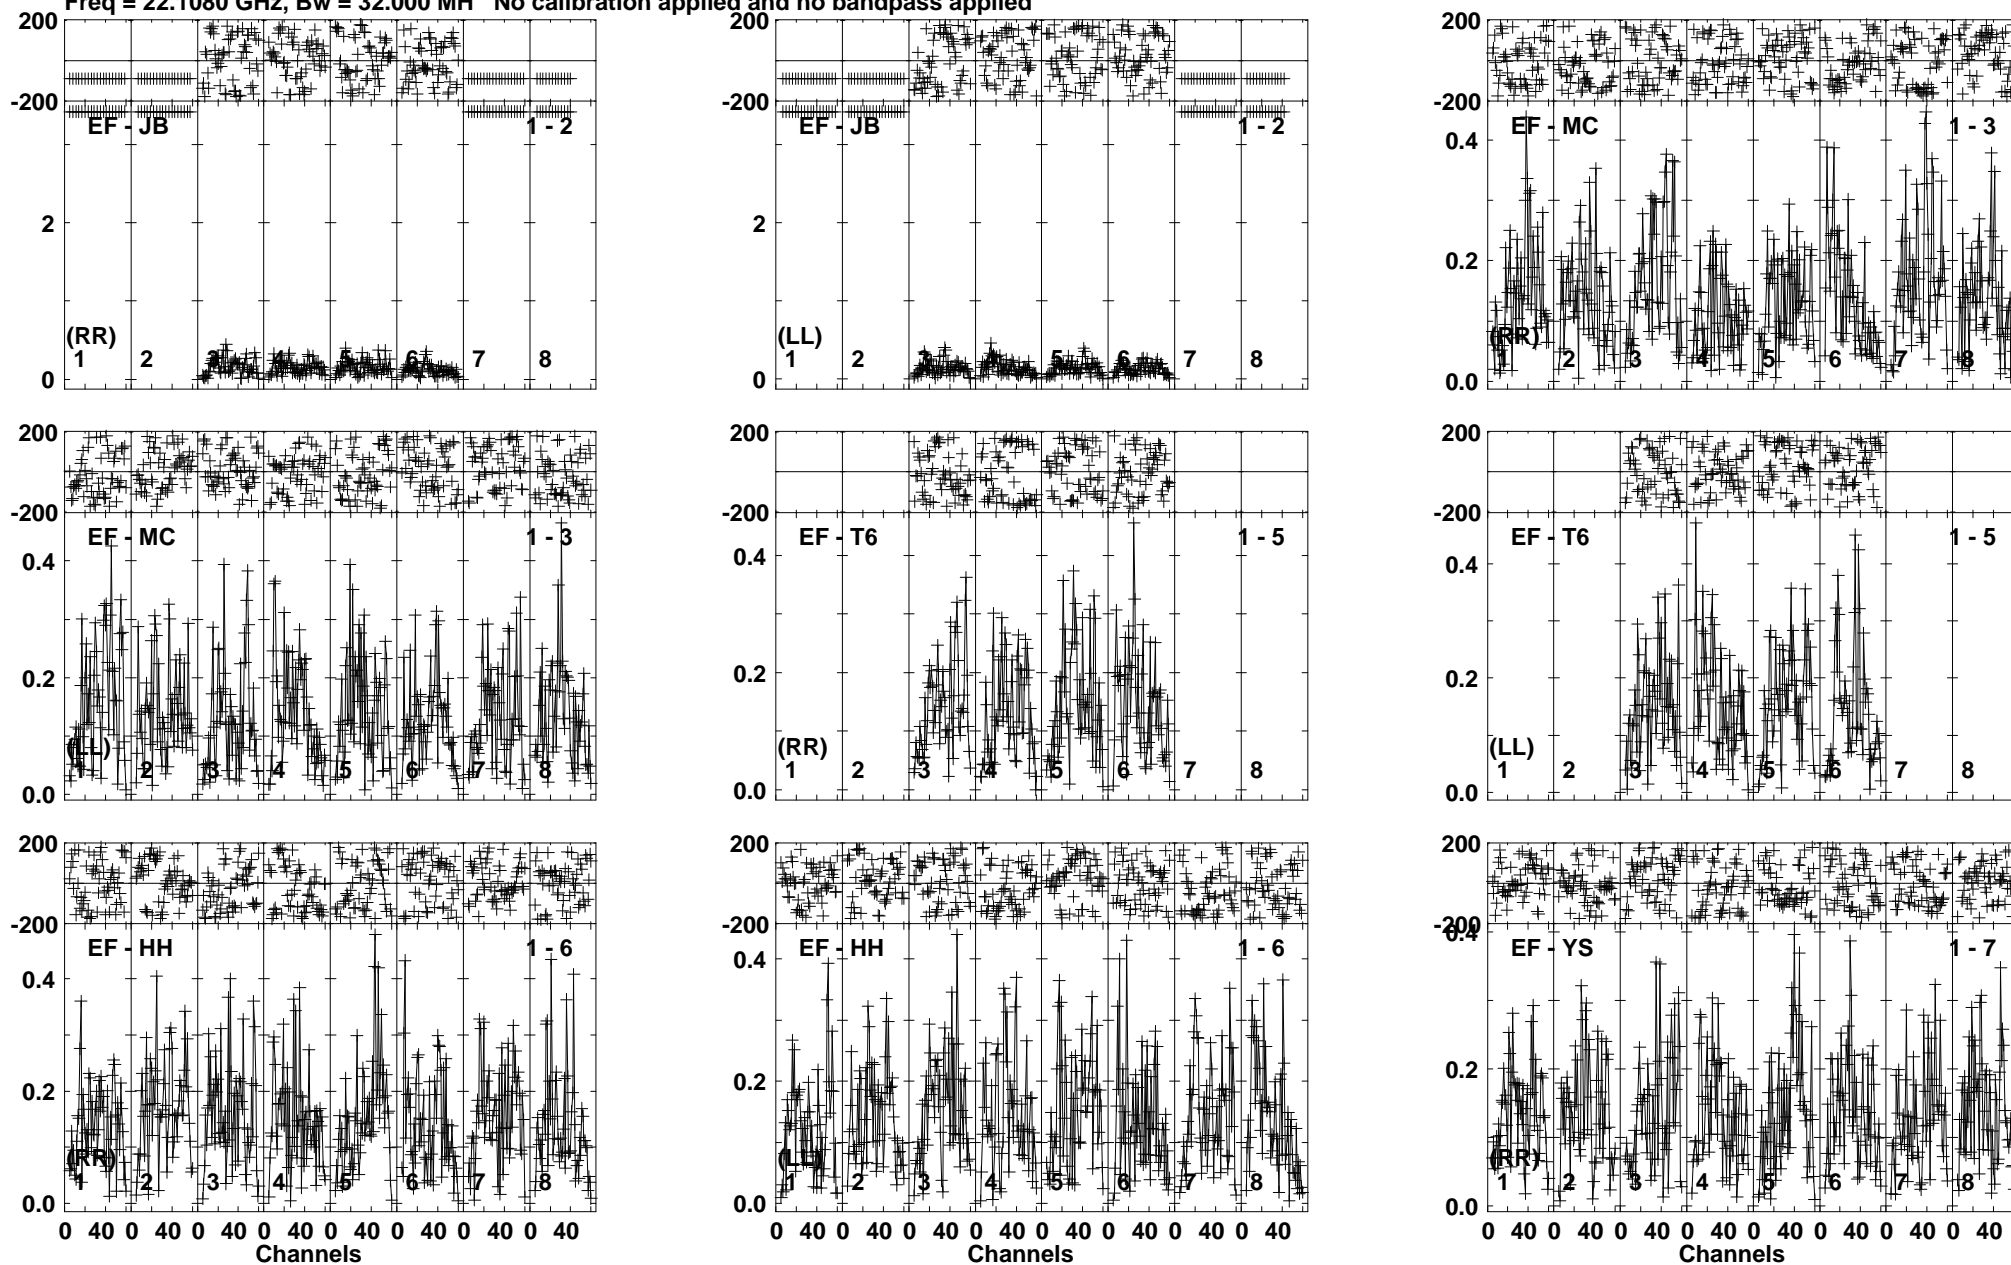 Freq = 22.1080 GHz, Bw = 32.000 MH No calibration applied and no bandpass applied
200 200 200
-200 -200 -200
EF - JB 1 - 2 EF - JB 1 - 2 EF - MC 1 - 3
0.4
2 2
0.2
(RR) (LL) (RR)
1 2 3 4 5 6 7 8 1 2 3 4 5 6 7 8 1 2 3 4 5 6 7 8
0 0 0.0
200 200 200
-200 -200 -200
EF - MC 1 - 3 EF - T6 1 - 5 EF - T6 1 - 5
0.4 0.4 0.4
0.2 0.2 0.2
(LL) (RR) (LL)
1 2 3 4 5 6 7 8 1 2 3 4 5 6 7 8 1 2 3 4 5 6 7 8
0.0 0.0 0.0
200 200 200
-200 -200 -200
EF - HH 1 - 6 EF - HH 1 - 6 EF - YS 1 - 7
0.4 0.4 0.4
0.2 0.2 0.2
(RR) (LL) (RR)
1 2 3 4 5 6 7 8 1 2 3 4 5 6 7 8 1 2 3 4 5 6 7 8
0.0 0.0 0.0
0 40 0 40 0 40 0 40 0 40 0 40 0 40 0 40 0 40 0 40 0 40 0 40 0 40 0 40 0 40 0 40 0 40 0 40 0 40 0 40 0 40 0 40 0 40 0 40
Channels Channels Channels